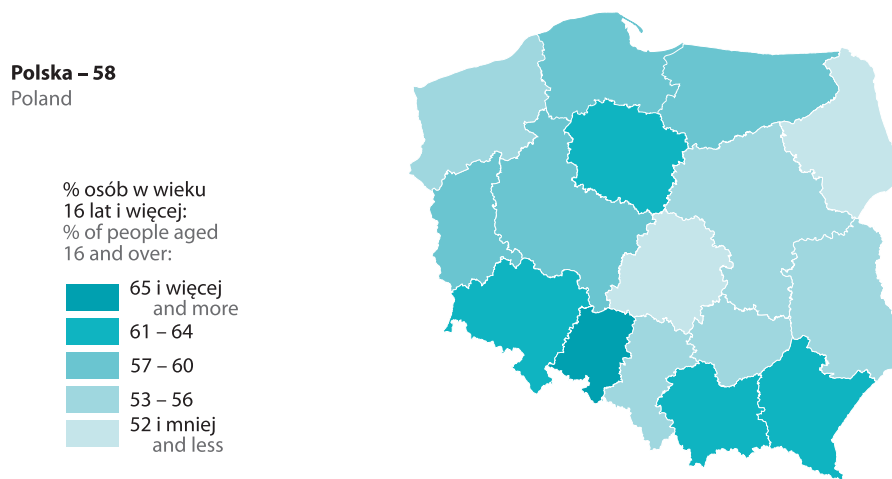 Polska – 58
Poland
% osób w wieku
16 lat i więcej:
% of people aged
16 and over:
65 i więcej
and more
61 – 64
57 – 60
53 – 56
52 i mniej
and less